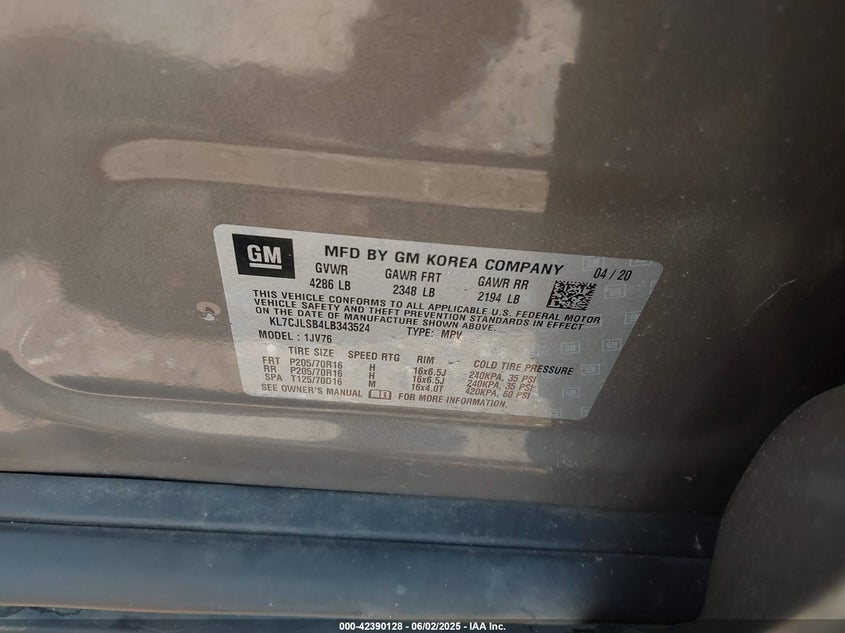 GM
MFD BY GM KOREA COMPANY 04 / 20
GVWR GAWR FRT GAWR RR
4286 LB 2348 LB 2194 LB
THIS VEHICLE CONFORMS TO ALL APPLICABLE U.S. FEDERAL MOTOR
VEHICLE SAFETY AND THEFT PREVENTION STANDARDS IN EFFECT
ON THE DATE OF MANUFACTURE SHOWN ABOVE.
KL7CJLSB4LB343524 TYPE: MPV
MODEL : 1JV76
TIRE SIZE SPEED RTG RIM COLD TIRE PRESSURE
FRT P205/70R16 H 16x6.5J 240KPA, 35 PSI
RR P205/70R16 H 16x6.5J 240KPA, 35 PSI
SPA T125/70D16 M 16x4.0T 420KPA, 60 PSI
SEE OWNER'S MANUAL FOR MORE INFORMATION.
000-42390128 - 06/02/2025 - IAA Inc.